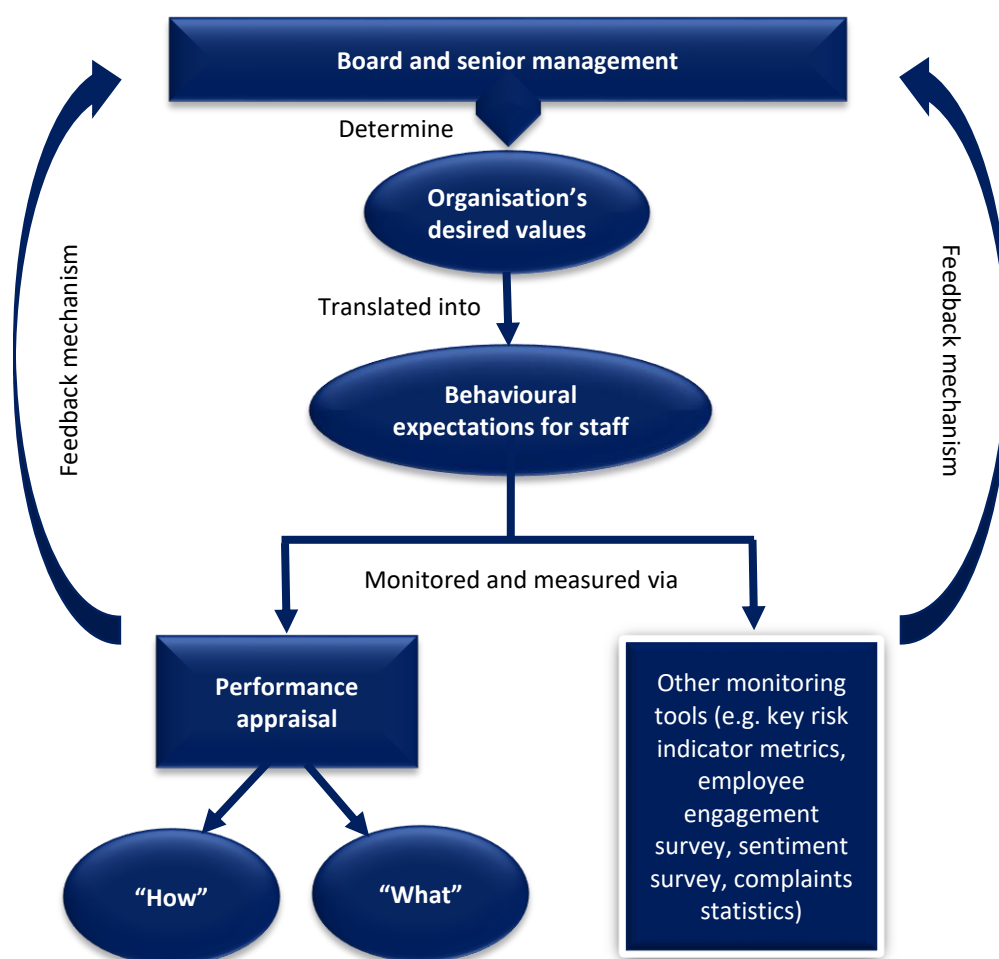 Board and senior management
Determine
Organisation’s
desired values
Translated into
Behavioural
expectations for staff
Feedback mechanism
Feedback mechanism
Monitored and measured via
Performance
appraisal
Other monitoring
tools (e.g. key risk
indicator metrics,
employee
engagement
survey, sentiment
survey, complaints
statistics)
“How”
“What”